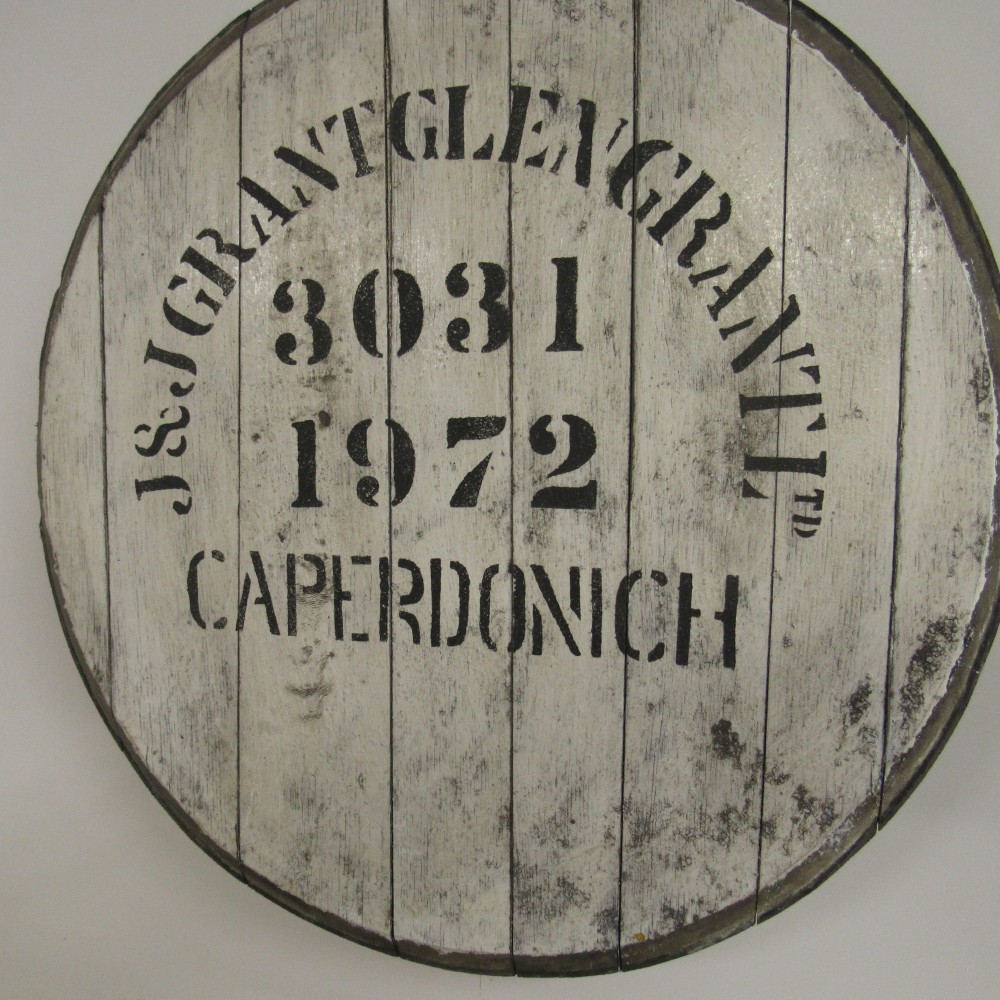 J&J GRANT GLEN GRANT LTD
3031
1972
CAPERDONICH